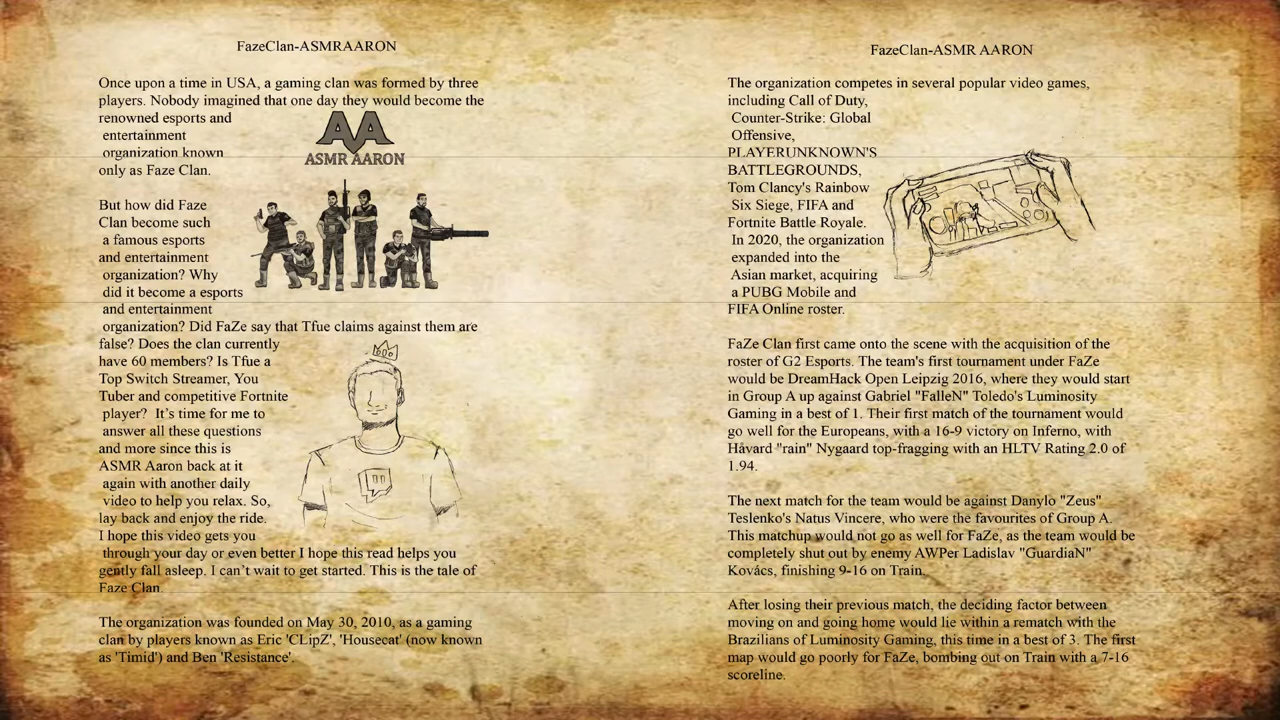 FazeClan-ASMRAARON
Once upon a time in USA, a gaming clan was formed by three
players. Nobody imagined that one day they would become the
renowned esports and
entertainment
organization known
only as Faze Clan.
AA
ASMR AARON
But how did Faze
Clan become such
a famous esports
and entertainment
organization? Why
did it become a esports
and entertainment
organization? Did FaZe say that Tfue claims against them are
false? Does the clan currently
have 60 members? Is Tfue a
Top Switch Streamer, You
Tuber and competitive Fortnite
player? It's time for me to
answer all these questions
and more since this is
ASMR Aaron back at it
again with another daily
video to help you relax. So,
lay back and enjoy the ride.
I hope this video gets you
through your day or even better I hope this read helps you
gently fall asleep. I can't wait to get started. This is the tale of
Faze Clan.
The organization was founded on May 30, 2010, as a gaming
clan by players known as Eric 'CLipZ', 'Housecat' (now known
as 'Timid') and Ben 'Resistance'.
FazeClan-ASMR AARON
The organization competes in several popular video games,
including Call of Duty,
Counter-Strike: Global
Offensive,
PLAYERUNKNOWN'S
BATTLEGROUNDS,
Tom Clancy's Rainbow
Six Siege, FIFA and
Fortnite Battle Royale.
In 2020, the organization
expanded into the
Asian market, acquiring
a PUBG Mobile and
FIFA Online roster.
FaZe Clan first came onto the scene with the acquisition of the
roster of G2 Esports. The team's first tournament under FaZe
would be DreamHack Open Leipzig 2016, where they would start
in Group A up against Gabriel "FalleN" Toledo's Luminosity
Gaming in a best of 1. Their first match of the tournament would
go well for the Europeans, with a 16-9 victory on Inferno, with
Håvard "rain" Nygaard top-fragging with an HLTV Rating 2.0 of
1.94.
The next match for the team would be against Danylo "Zeus"
Teslenko's Natus Vincere, who were the favourites of Group A.
This matchup would not go as well for FaZe, as the team would be
completely shut out by enemy AWPer Ladislav "GuardiaN"
Kovács, finishing 9-16 on Train.
After losing their previous match, the deciding factor between
moving on and going home would lie within a rematch with the
Brazilians of Luminosity Gaming, this time in a best of 3. The first
map would go poorly for FaZe, bombing out on Train with a 7-16
scoreline.